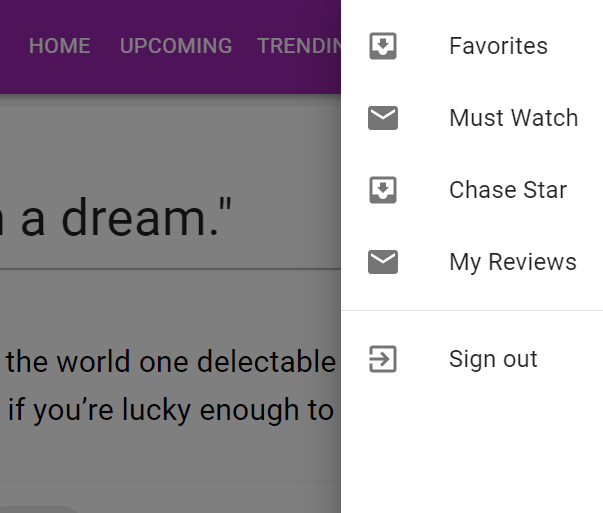 HOME UPCOMING
a dream."
the world one delectable
if you’re lucky enough to
Favorites
Must Watch
Chase Star
My Reviews
Sign out